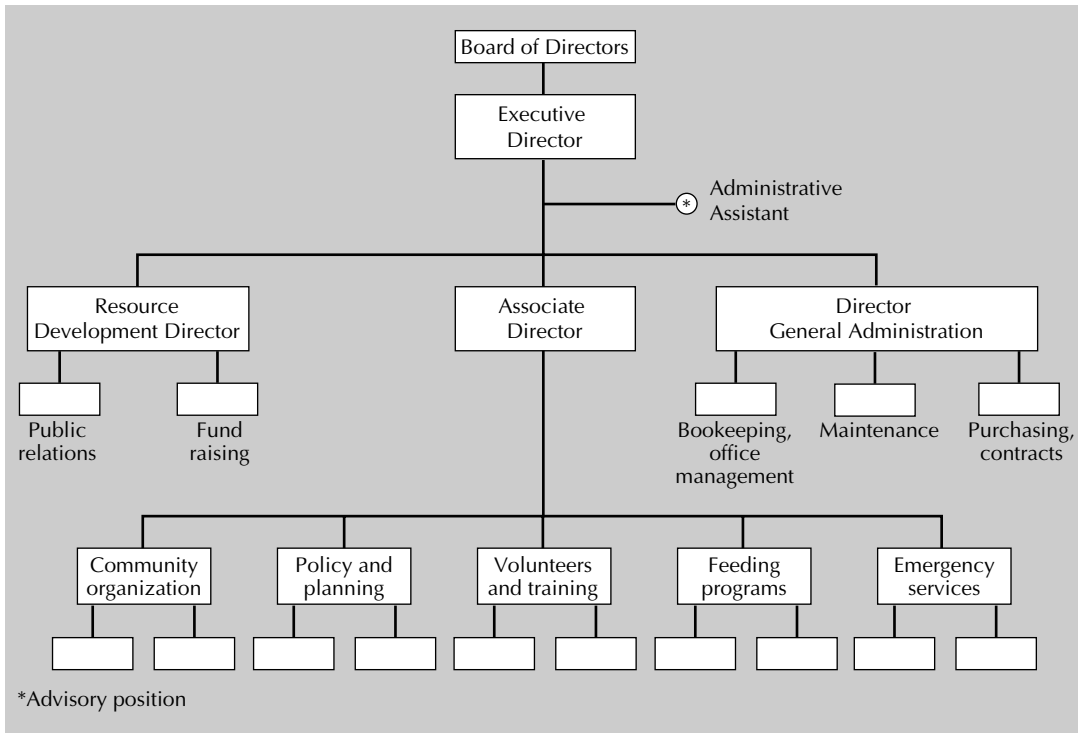 Board of Directors
Executive
Director
*
Administrative
Assistant
Resource
Development Director
Associate
Director
Director
General Administration
Public
relations
Fund
raising
Bookeeping,
office
management
Maintenance
Purchasing,
contracts
Community
organization
Policy and
planning
Volunteers
and training
Feeding
programs
Emergency
services
*Advisory position